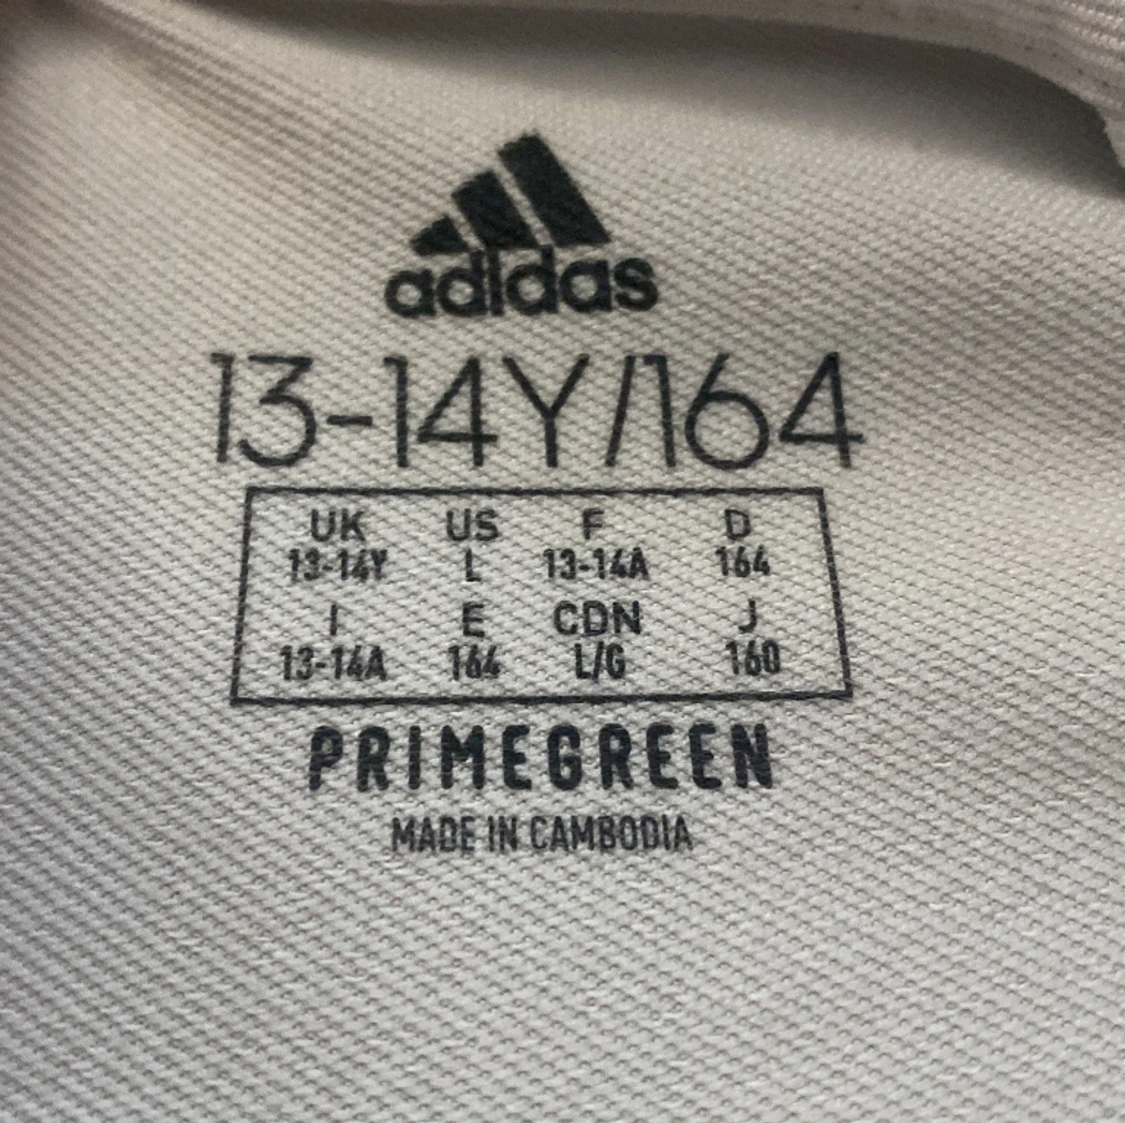 adidas
13-14Y/164
UK US F D
13-14Y L 13-14A 164
I E CDN J
13-14A 164 L/G 160
PRIMEGREEN
MADE IN CAMBODIA